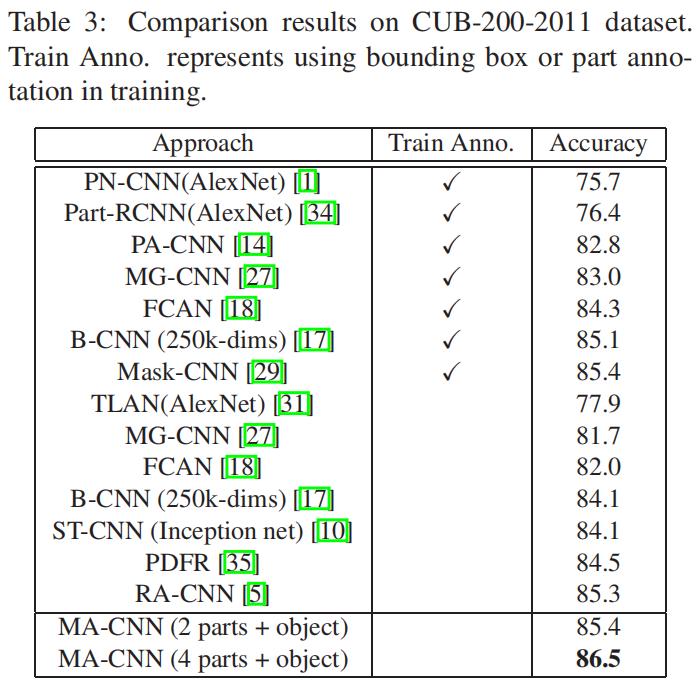 Table 3: Comparison results on CUB-200-2011 dataset.
Train Anno. represents using bounding box or part anno-
tation in training.
Approach Train Anno. Accuracy
PN-CNN(AlexNet) [1] ✓ 75.7
Part-RCNN(AlexNet) [34] ✓ 76.4
PA-CNN [14] ✓ 82.8
MG-CNN [27] ✓ 83.0
FCAN [18] ✓ 84.3
B-CNN (250k-dims) [17] ✓ 85.1
Mask-CNN [29] ✓ 85.4
TLAN(AlexNet) [31] 77.9
MG-CNN [27] 81.7
FCAN [18] 82.0
B-CNN (250k-dims) [17] 84.1
ST-CNN (Inception net) [10] 84.1
PDFR [35] 84.5
RA-CNN [5] 85.3
MA-CNN (2 parts + object) 85.4
MA-CNN (4 parts + object) 86.5